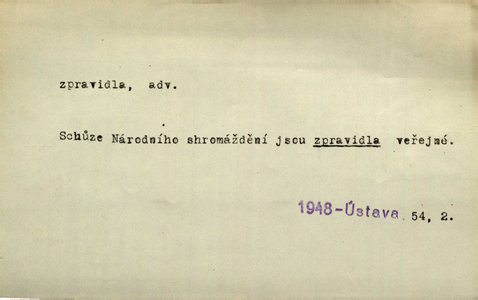 zpravidla, adv.
Schůze Národního shromáždění jsou zpravidla veřejné.
1948-Ústava 54, 2.